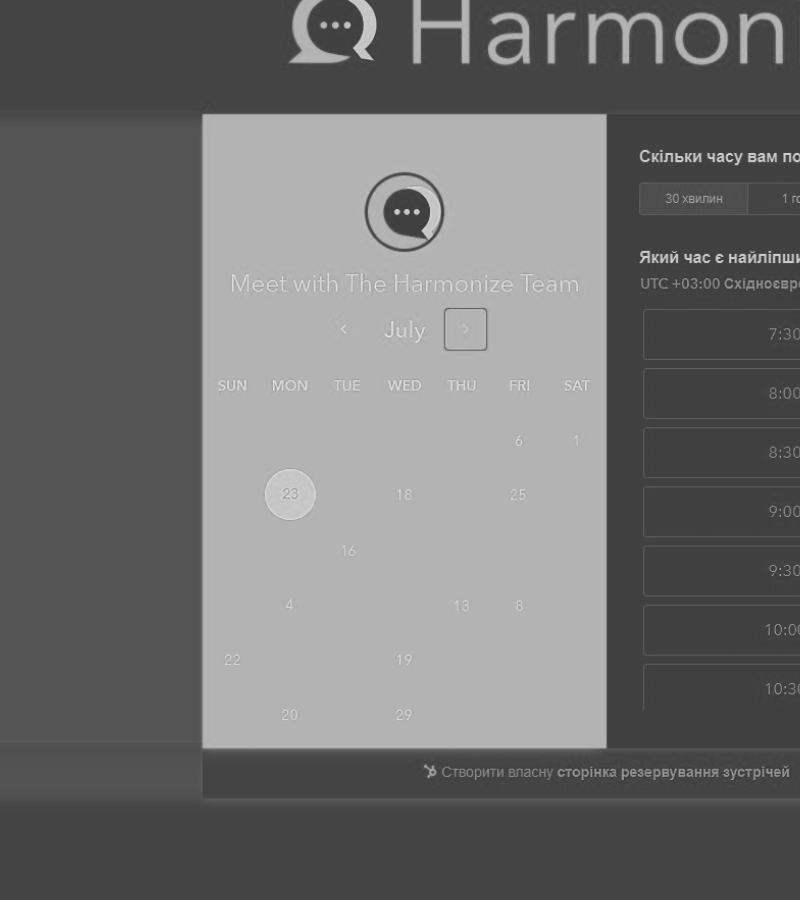 Harmoni
Meet with The Harmonize Team
July
SUN MON TUE WED THU FRI SAT
6 1
23 18 25
16
4 13 8
22 19
20 29
Скільки часу вам по
30 хвилин 1 го
Який час є найліпши
UTC +03:00 Східноєвро
7:30
8:00
8:30
9:00
9:30
10:00
10:30
Створити власну сторінка резервування зустрічей